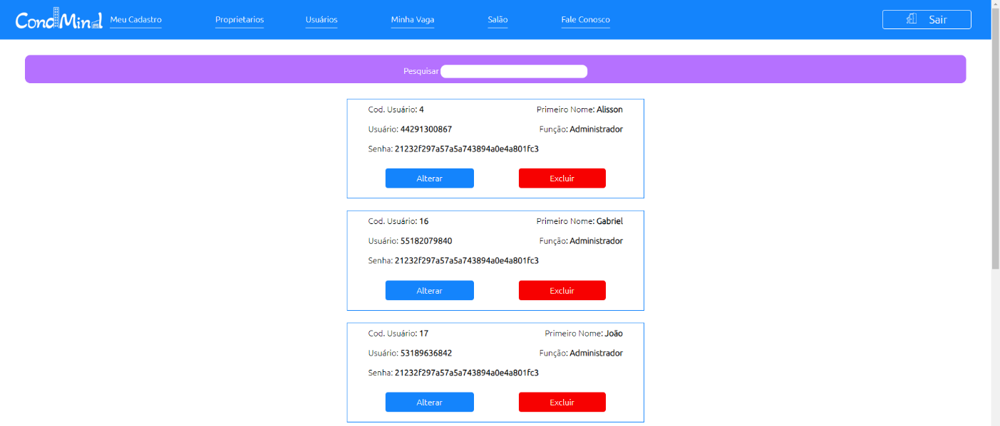 CondMind Meu Cadastro Proprietarios Usuários Minha Vaga Salão Fale Conosco Sair
Pesquisar
Cod. Usuário: 4 Primeiro Nome: Alisson
Usuário: 44291300867 Função: Administrador
Senha: 21232f297a57a5a743894a0e4a801fc3
Alterar Excluir
Cod. Usuário: 16 Primeiro Nome: Gabriel
Usuário: 55182079840 Função: Administrador
Senha: 21232f297a57a5a743894a0e4a801fc3
Alterar Excluir
Cod. Usuário: 17 Primeiro Nome: João
Usuário: 53189636842 Função: Administrador
Senha: 21232f297a57a5a743894a0e4a801fc3
Alterar Excluir